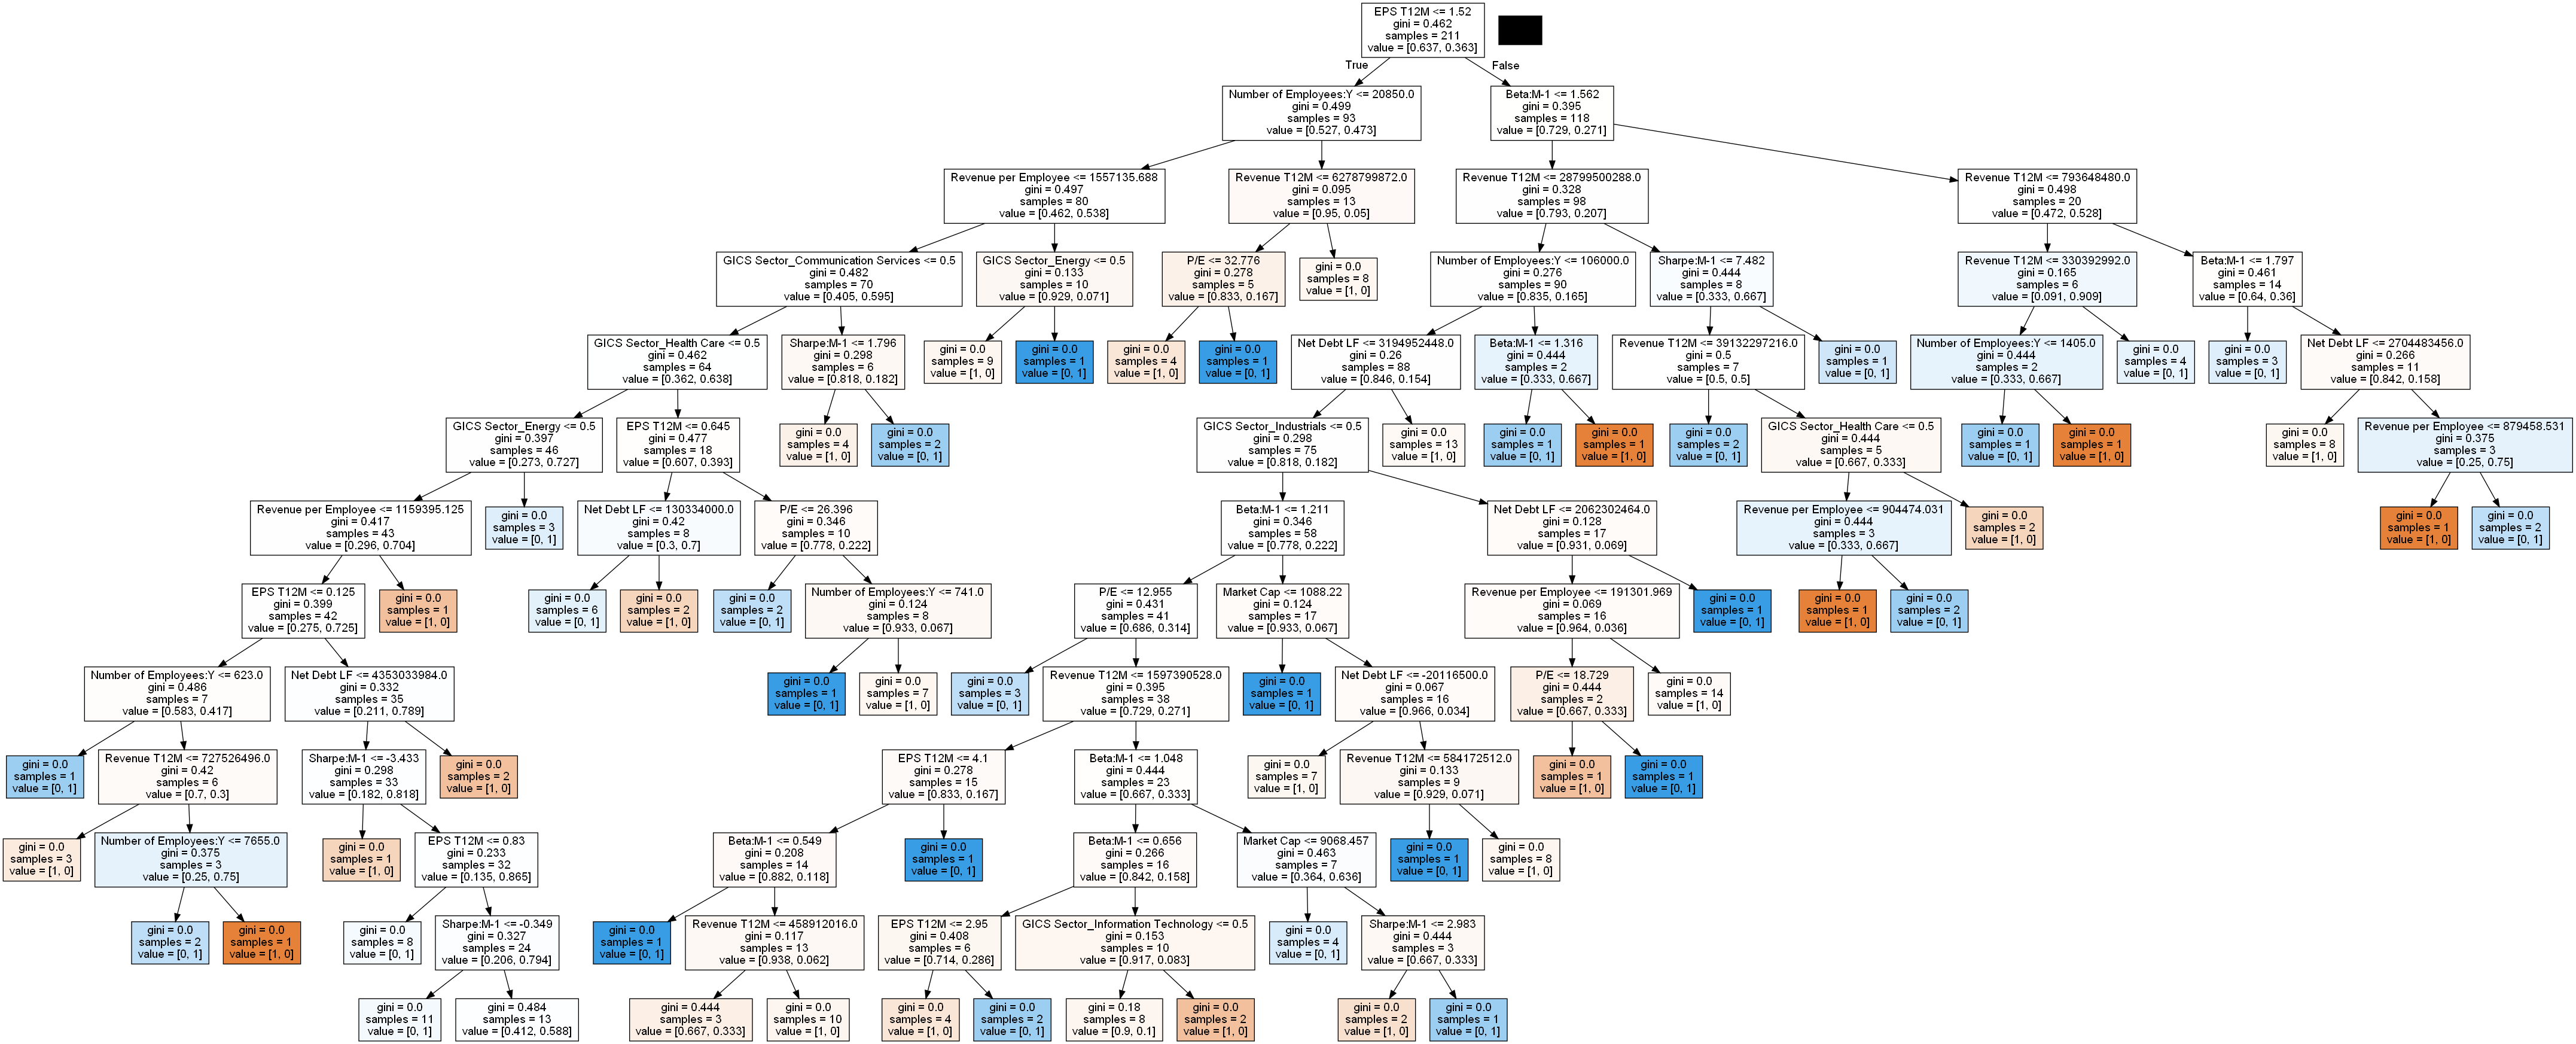 EPS T12M <= 1.52
gini = 0.462
samples = 211
value = [0.637, 0.363]
True
False
Number of Employees:Y <= 20850.0
gini = 0.499
samples = 93
value = [0.527, 0.473]
Beta:M-1 <= 1.562
gini = 0.395
samples = 118
value = [0.729, 0.271]
Revenue per Employee <= 1557135.688
gini = 0.497
samples = 80
value = [0.462, 0.538]
Revenue T12M <= 6278799872.0
gini = 0.095
samples = 13
value = [0.95, 0.05]
Revenue T12M <= 28799500288.0
gini = 0.328
samples = 98
value = [0.793, 0.207]
Revenue T12M <= 793648480.0
gini = 0.498
samples = 20
value = [0.472, 0.528]
GICS Sector_Communication Services <= 0.5
gini = 0.482
samples = 70
value = [0.405, 0.595]
GICS Sector_Energy <= 0.5
gini = 0.133
samples = 10
value = [0.929, 0.071]
P/E <= 32.776
gini = 0.278
samples = 5
value = [0.833, 0.167]
gini = 0.0
samples = 8
value = [1, 0]
Number of Employees:Y <= 106000.0
gini = 0.276
samples = 90
value = [0.835, 0.165]
Sharpe:M-1 <= 7.482
gini = 0.444
samples = 8
value = [0.333, 0.667]
Revenue T12M <= 330392992.0
gini = 0.165
samples = 6
value = [0.091, 0.909]
Beta:M-1 <= 1.797
gini = 0.461
samples = 14
value = [0.64, 0.36]
GICS Sector_Health Care <= 0.5
gini = 0.462
samples = 64
value = [0.362, 0.638]
Sharpe:M-1 <= 1.796
gini = 0.298
samples = 6
value = [0.818, 0.182]
gini = 0.0
samples = 9
value = [1, 0]
gini = 0.0
samples = 1
value = [0, 1]
gini = 0.0
samples = 4
value = [1, 0]
gini = 0.0
samples = 1
value = [0, 1]
Net Debt LF <= 3194952448.0
gini = 0.26
samples = 88
value = [0.846, 0.154]
Beta:M-1 <= 1.316
gini = 0.444
samples = 2
value = [0.333, 0.667]
Revenue T12M <= 39132297216.0
gini = 0.5
samples = 7
value = [0.5, 0.5]
gini = 0.0
samples = 1
value = [0, 1]
Number of Employees:Y <= 1405.0
gini = 0.444
samples = 2
value = [0.333, 0.667]
gini = 0.0
samples = 4
value = [0, 1]
gini = 0.0
samples = 3
value = [0, 1]
Net Debt LF <= 2704483456.0
gini = 0.266
samples = 11
value = [0.842, 0.158]
GICS Sector_Energy <= 0.5
gini = 0.397
samples = 46
value = [0.273, 0.727]
EPS T12M <= 0.645
gini = 0.477
samples = 18
value = [0.607, 0.393]
gini = 0.0
samples = 4
value = [1, 0]
gini = 0.0
samples = 2
value = [0, 1]
GICS Sector_Industrials <= 0.5
gini = 0.298
samples = 75
value = [0.818, 0.182]
gini = 0.0
samples = 13
value = [1, 0]
gini = 0.0
samples = 1
value = [0, 1]
gini = 0.0
samples = 1
value = [1, 0]
gini = 0.0
samples = 2
value = [0, 1]
GICS Sector_Health Care <= 0.5
gini = 0.444
samples = 5
value = [0.667, 0.333]
gini = 0.0
samples = 1
value = [0, 1]
gini = 0.0
samples = 1
value = [1, 0]
gini = 0.0
samples = 8
value = [1, 0]
Revenue per Employee <= 879458.531
gini = 0.375
samples = 3
value = [0.25, 0.75]
Revenue per Employee <= 1159395.125
gini = 0.417
samples = 43
value = [0.296, 0.704]
gini = 0.0
samples = 3
value = [0, 1]
Net Debt LF <= 130334000.0
gini = 0.42
samples = 8
value = [0.3, 0.7]
P/E <= 26.396
gini = 0.346
samples = 10
value = [0.778, 0.222]
Beta:M-1 <= 1.211
gini = 0.346
samples = 58
value = [0.778, 0.222]
Net Debt LF <= 2062302464.0
gini = 0.128
samples = 17
value = [0.931, 0.069]
Revenue per Employee <= 904474.031
gini = 0.444
samples = 3
value = [0.333, 0.667]
gini = 0.0
samples = 2
value = [1, 0]
gini = 0.0
samples = 1
value = [1, 0]
gini = 0.0
samples = 2
value = [0, 1]
EPS T12M <= 0.125
gini = 0.399
samples = 42
value = [0.275, 0.725]
gini = 0.0
samples = 1
value = [1, 0]
gini = 0.0
samples = 6
value = [0, 1]
gini = 0.0
samples = 2
value = [1, 0]
gini = 0.0
samples = 2
value = [0, 1]
Number of Employees:Y <= 741.0
gini = 0.124
samples = 8
value = [0.933, 0.067]
P/E <= 12.955
gini = 0.431
samples = 41
value = [0.686, 0.314]
Market Cap <= 1088.22
gini = 0.124
samples = 17
value = [0.933, 0.067]
Revenue per Employee <= 191301.969
gini = 0.069
samples = 16
value = [0.964, 0.036]
gini = 0.0
samples = 1
value = [0, 1]
gini = 0.0
samples = 1
value = [1, 0]
gini = 0.0
samples = 2
value = [0, 1]
Number of Employees:Y <= 623.0
gini = 0.486
samples = 7
value = [0.583, 0.417]
Net Debt LF <= 4353033984.0
gini = 0.332
samples = 35
value = [0.211, 0.789]
gini = 0.0
samples = 1
value = [0, 1]
gini = 0.0
samples = 7
value = [1, 0]
gini = 0.0
samples = 3
value = [0, 1]
Revenue T12M <= 1597390528.0
gini = 0.395
samples = 38
value = [0.729, 0.271]
gini = 0.0
samples = 1
value = [0, 1]
Net Debt LF <= -20116500.0
gini = 0.067
samples = 16
value = [0.966, 0.034]
P/E <= 18.729
gini = 0.444
samples = 2
value = [0.667, 0.333]
gini = 0.0
samples = 14
value = [1, 0]
gini = 0.0
samples = 1
value = [0, 1]
Revenue T12M <= 727526496.0
gini = 0.42
samples = 6
value = [0.7, 0.3]
Sharpe:M-1 <= -3.433
gini = 0.298
samples = 33
value = [0.182, 0.818]
gini = 0.0
samples = 2
value = [1, 0]
EPS T12M <= 4.1
gini = 0.278
samples = 15
value = [0.833, 0.167]
Beta:M-1 <= 1.048
gini = 0.444
samples = 23
value = [0.667, 0.333]
gini = 0.0
samples = 7
value = [1, 0]
Revenue T12M <= 584172512.0
gini = 0.133
samples = 9
value = [0.929, 0.071]
gini = 0.0
samples = 1
value = [1, 0]
gini = 0.0
samples = 1
value = [0, 1]
gini = 0.0
samples = 3
value = [1, 0]
Number of Employees:Y <= 7655.0
gini = 0.375
samples = 3
value = [0.25, 0.75]
gini = 0.0
samples = 1
value = [1, 0]
EPS T12M <= 0.83
gini = 0.233
samples = 32
value = [0.135, 0.865]
Beta:M-1 <= 0.549
gini = 0.208
samples = 14
value = [0.882, 0.118]
gini = 0.0
samples = 1
value = [0, 1]
Beta:M-1 <= 0.656
gini = 0.266
samples = 16
value = [0.842, 0.158]
Market Cap <= 9068.457
gini = 0.463
samples = 7
value = [0.364, 0.636]
gini = 0.0
samples = 1
value = [0, 1]
gini = 0.0
samples = 8
value = [1, 0]
gini = 0.0
samples = 2
value = [0, 1]
gini = 0.0
samples = 1
value = [1, 0]
gini = 0.0
samples = 8
value = [0, 1]
Sharpe:M-1 <= -0.349
gini = 0.327
samples = 24
value = [0.206, 0.794]
gini = 0.0
samples = 1
value = [0, 1]
Revenue T12M <= 458912016.0
gini = 0.117
samples = 13
value = [0.938, 0.062]
EPS T12M <= 2.95
gini = 0.408
samples = 6
value = [0.714, 0.286]
GICS Sector_Information Technology <= 0.5
gini = 0.153
samples = 10
value = [0.917, 0.083]
gini = 0.0
samples = 4
value = [0, 1]
Sharpe:M-1 <= 2.983
gini = 0.444
samples = 3
value = [0.667, 0.333]
gini = 0.0
samples = 11
value = [0, 1]
gini = 0.484
samples = 13
value = [0.412, 0.588]
gini = 0.444
samples = 3
value = [0.667, 0.333]
gini = 0.0
samples = 10
value = [1, 0]
gini = 0.0
samples = 4
value = [1, 0]
gini = 0.0
samples = 2
value = [0, 1]
gini = 0.18
samples = 8
value = [0.9, 0.1]
gini = 0.0
samples = 2
value = [1, 0]
gini = 0.0
samples = 2
value = [1, 0]
gini = 0.0
samples = 1
value = [0, 1]